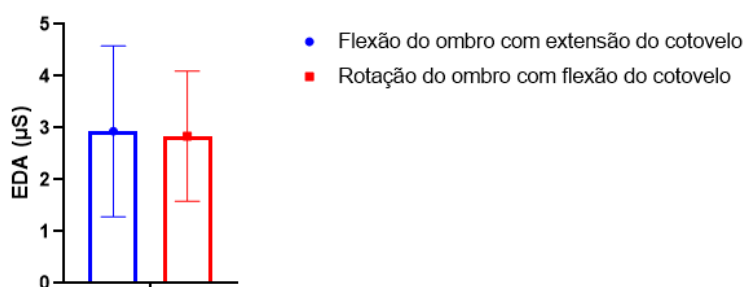 5
4
3
2
1
0
EDA (µS)
Flexão do ombro com extensão do cotovelo
Rotação do ombro com flexão do cotovelo